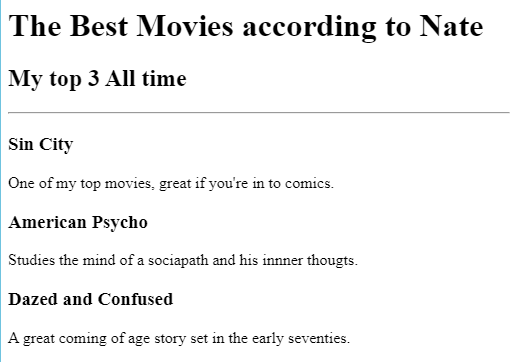 The Best Movies according to Nate
My top 3 All time
Sin City
One of my top movies, great if you're in to comics.
American Psycho
Studies the mind of a sociapath and his innner thougts.
Dazed and Confused
A great coming of age story set in the early seventies.